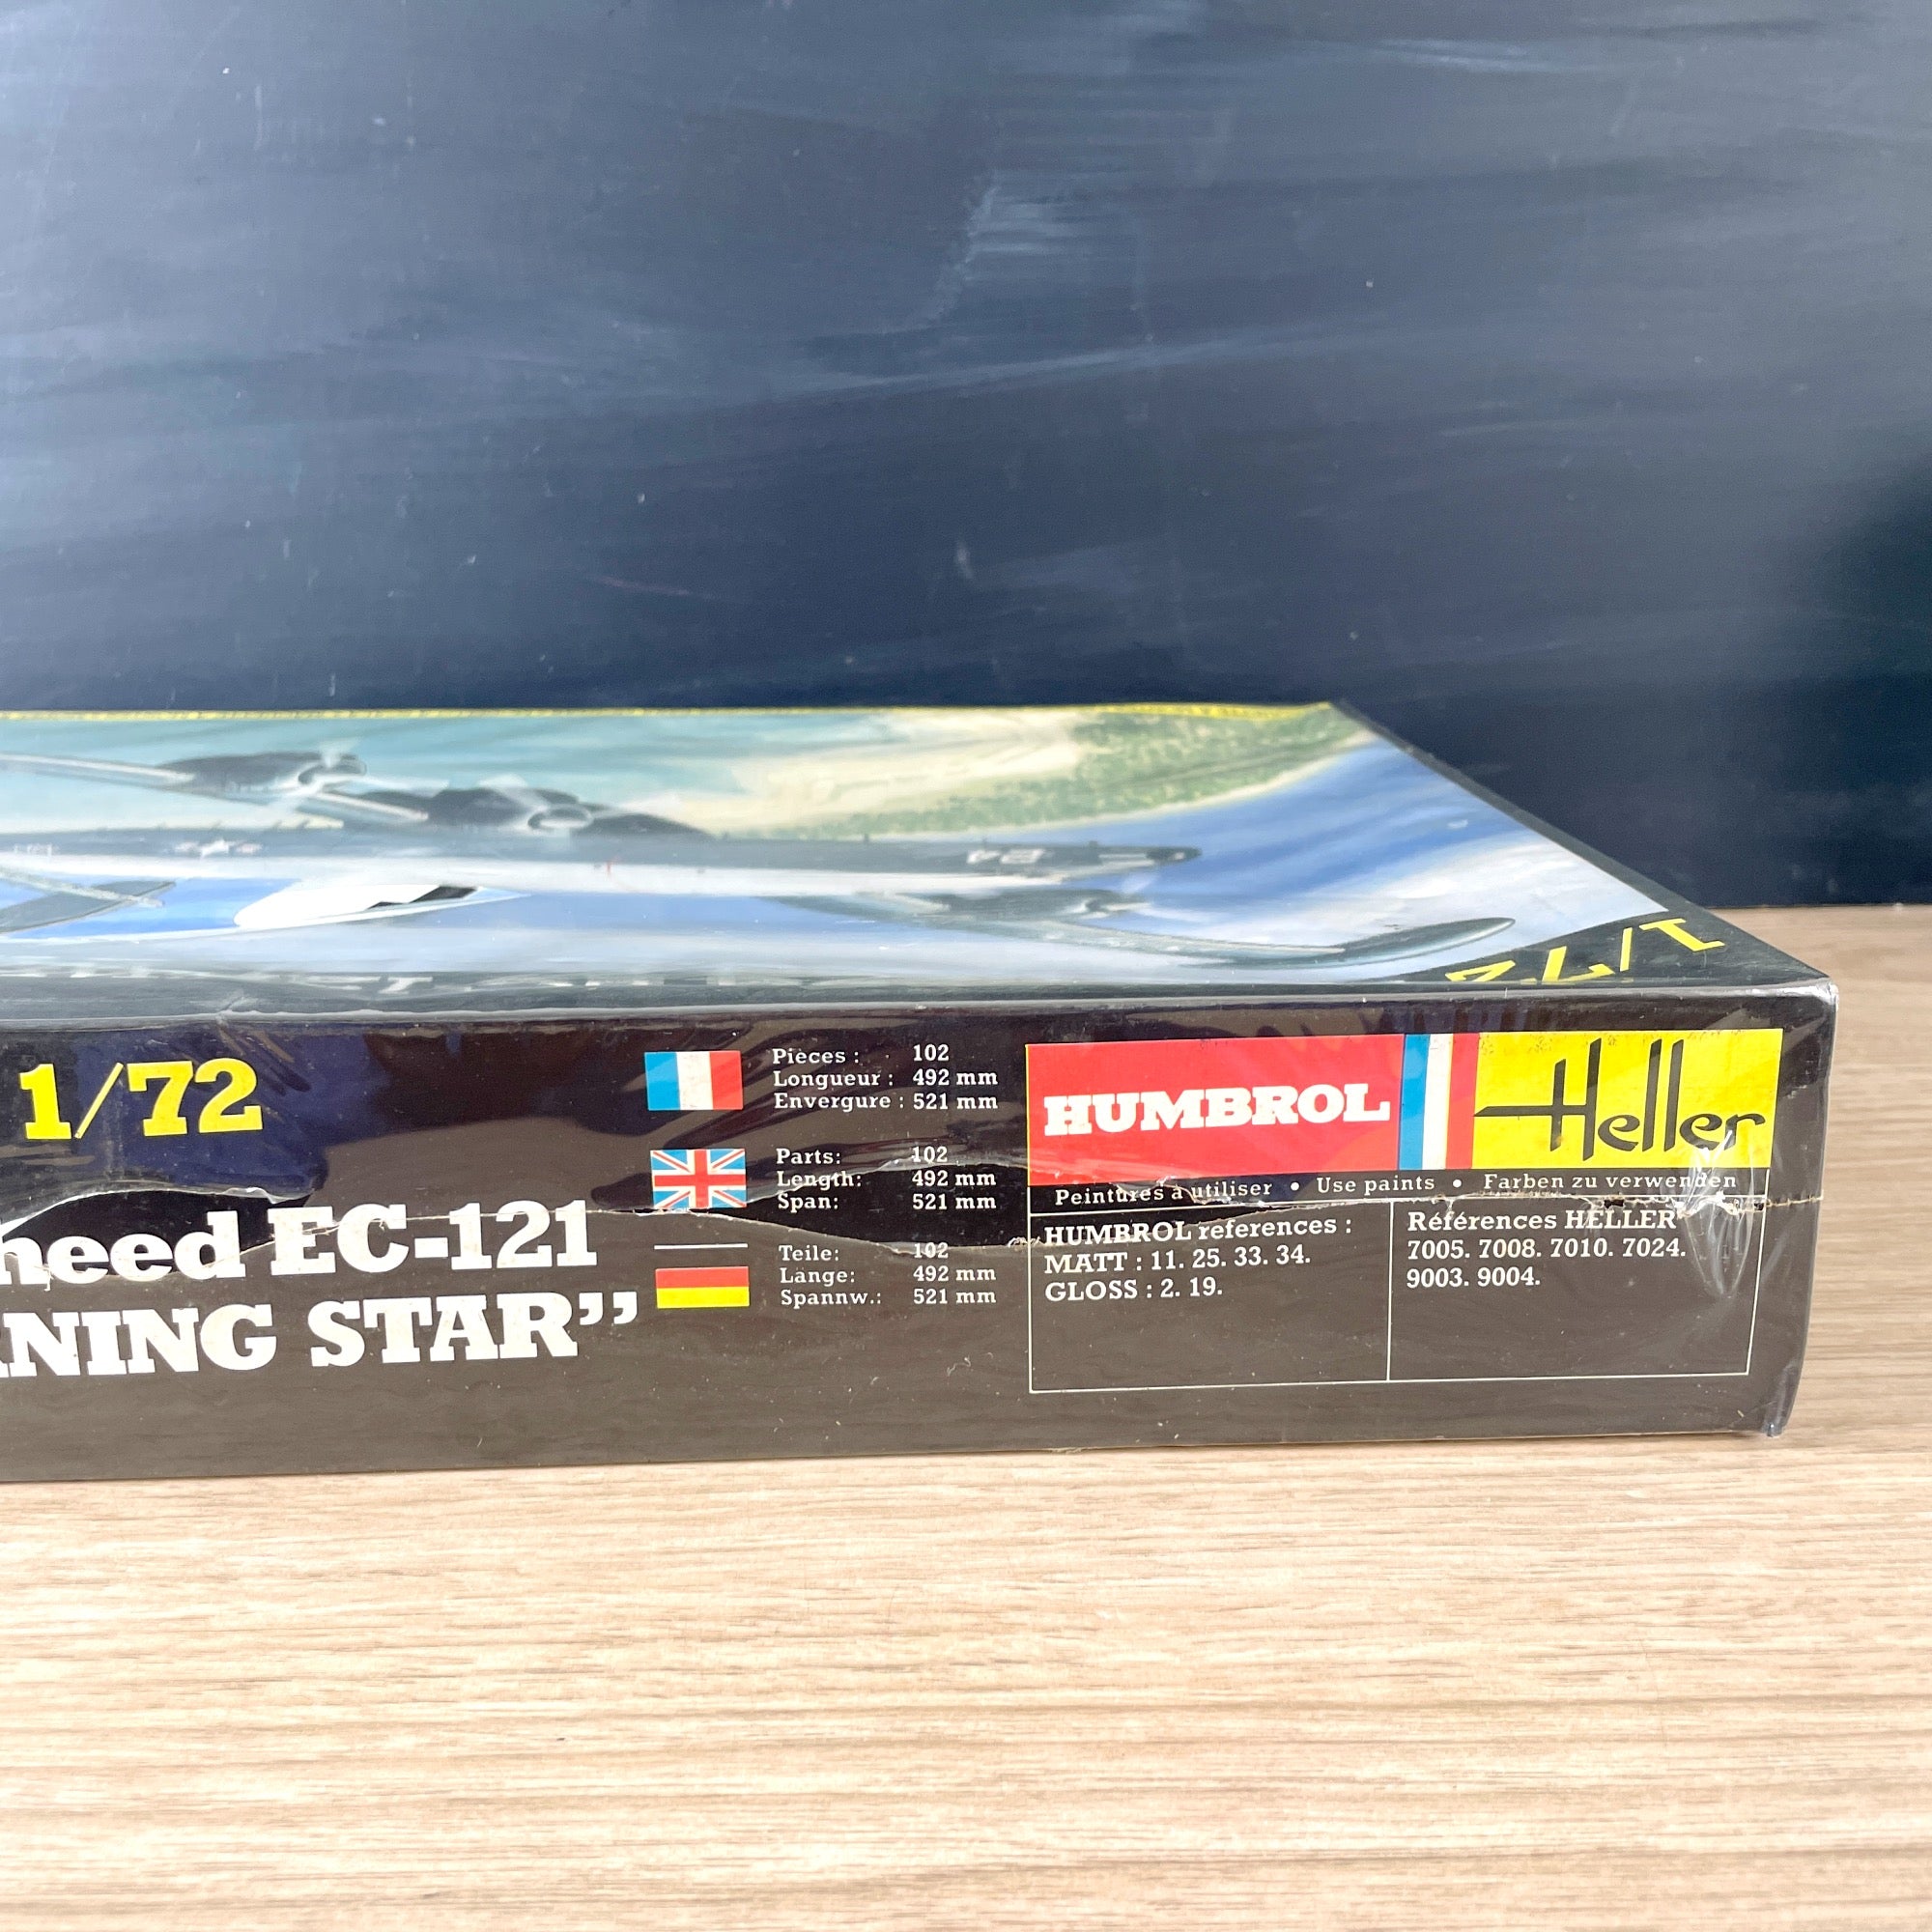 1/72
1/72
heed EC-121
NING STAR”
Pièces : 102
Longueur : 492 mm
Envergure : 521 mm
Parts: 102
Length: 492 mm
Span: 521 mm
Teile: 102
Länge: 492 mm
Spannw.: 521 mm
HUMBROL
Heller
Peintures à utiliser • Use paints • Farben zu verwenden
HUMBROL references :
MATT : 11. 25. 33. 34.
GLOSS : 2. 19.
Références HELLER
7005. 7008. 7010. 7024.
9003. 9004.